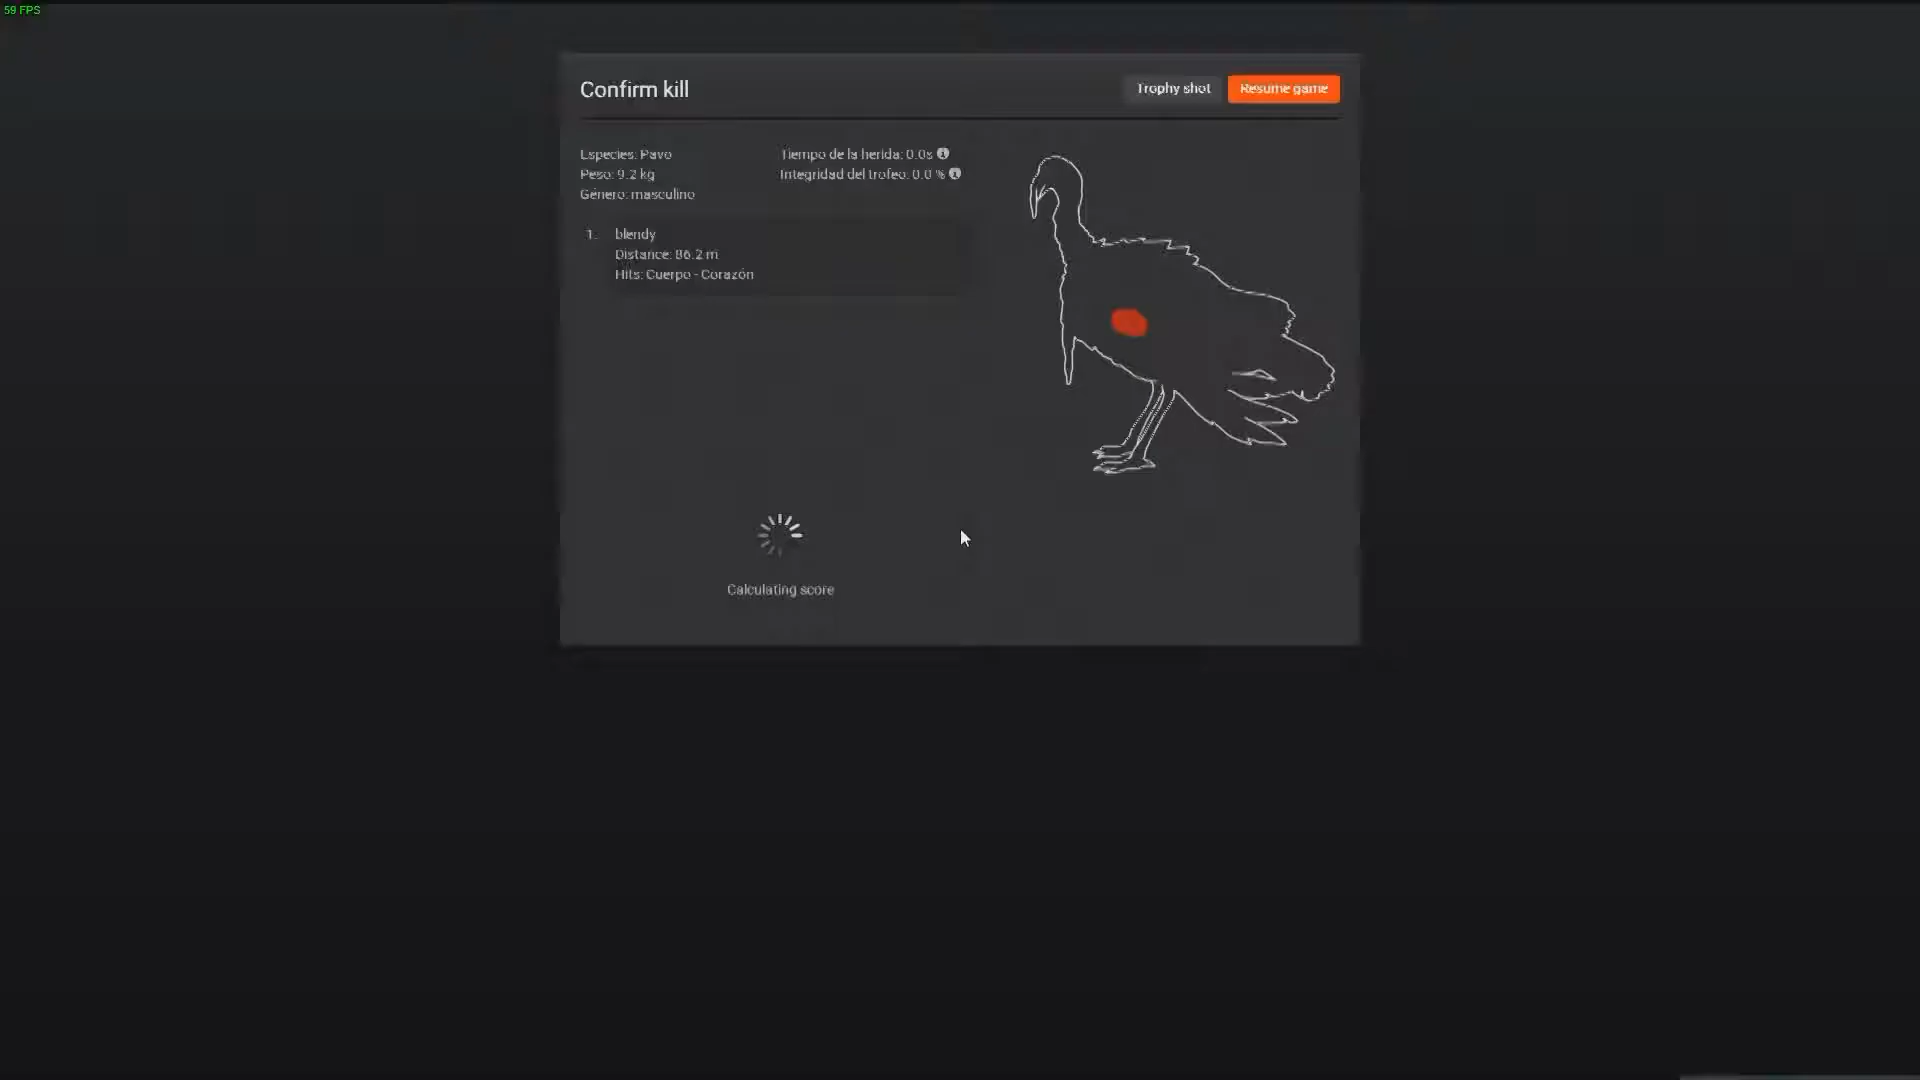 59 FPS
Confirm kill
Trophy shot
Resume game
Especies: Pavo
Peso: 9.2 kg
Género: masculino
Tiempo de la herida: 0.0s
Integridad del trofeo: 0.0 %
1. blendy
Distance: 86.2 m
Hits: Cuerpo - Corazón
Calculating score